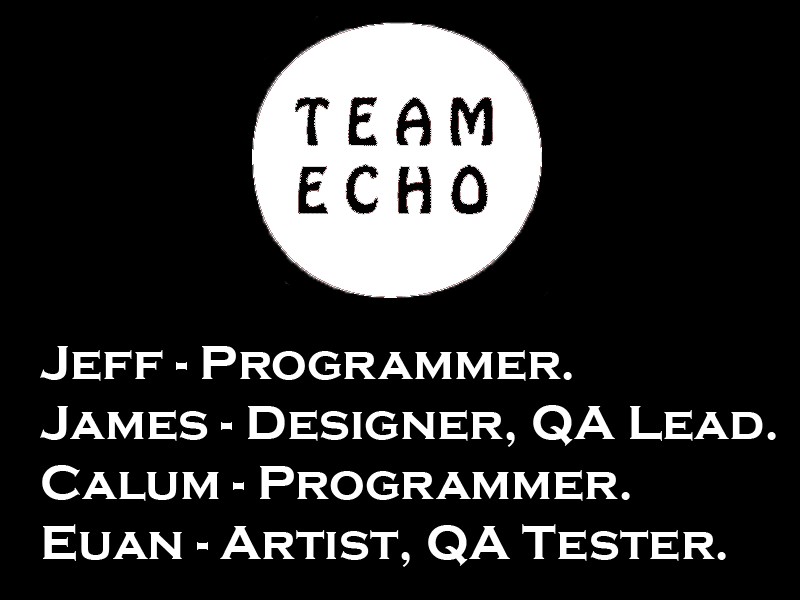 TEAM
ECHO
Jeff - Programmer.
James - Designer, QA Lead.
Calum - Programmer.
Euan - Artist, QA Tester.